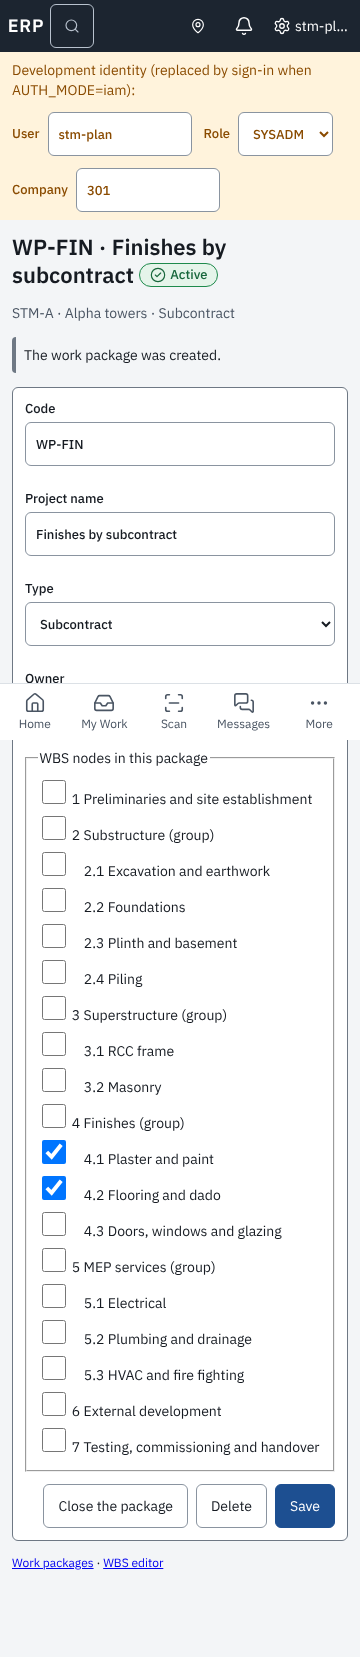 ERP
stm-pl...
Development identity (replaced by sign-in when
AUTH_MODE=iam):
User stm-plan Role SYSADM
Company 301
WP-FIN · Finishes by
subcontract Active
STM-A · Alpha towers · Subcontract
The work package was created.
Code
WP-FIN
Project name
Finishes by subcontract
Type
Subcontract
Owner
Home My Work Scan Messages More
WBS nodes in this package
1 Preliminaries and site establishment
2 Substructure (group)
2.1 Excavation and earthwork
2.2 Foundations
2.3 Plinth and basement
2.4 Piling
3 Superstructure (group)
3.1 RCC frame
3.2 Masonry
4 Finishes (group)
4.1 Plaster and paint
4.2 Flooring and dado
4.3 Doors, windows and glazing
5 MEP services (group)
5.1 Electrical
5.2 Plumbing and drainage
5.3 HVAC and fire fighting
6 External development
7 Testing, commissioning and handover
Close the package Delete Save
Work packages · WBS editor